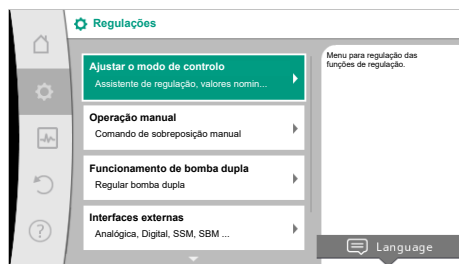 Regulações
Ajustar o modo de controlo
Assistente de regulação, valores nomin...
Operação manual
Comando de sobreposição manual
Funcionamento de bomba dupla
Regular bomba dupla
Interfaces externas
Analógica, Digital, SSM, SBM ...
Menu para regulação das
funções de regulação.
Language